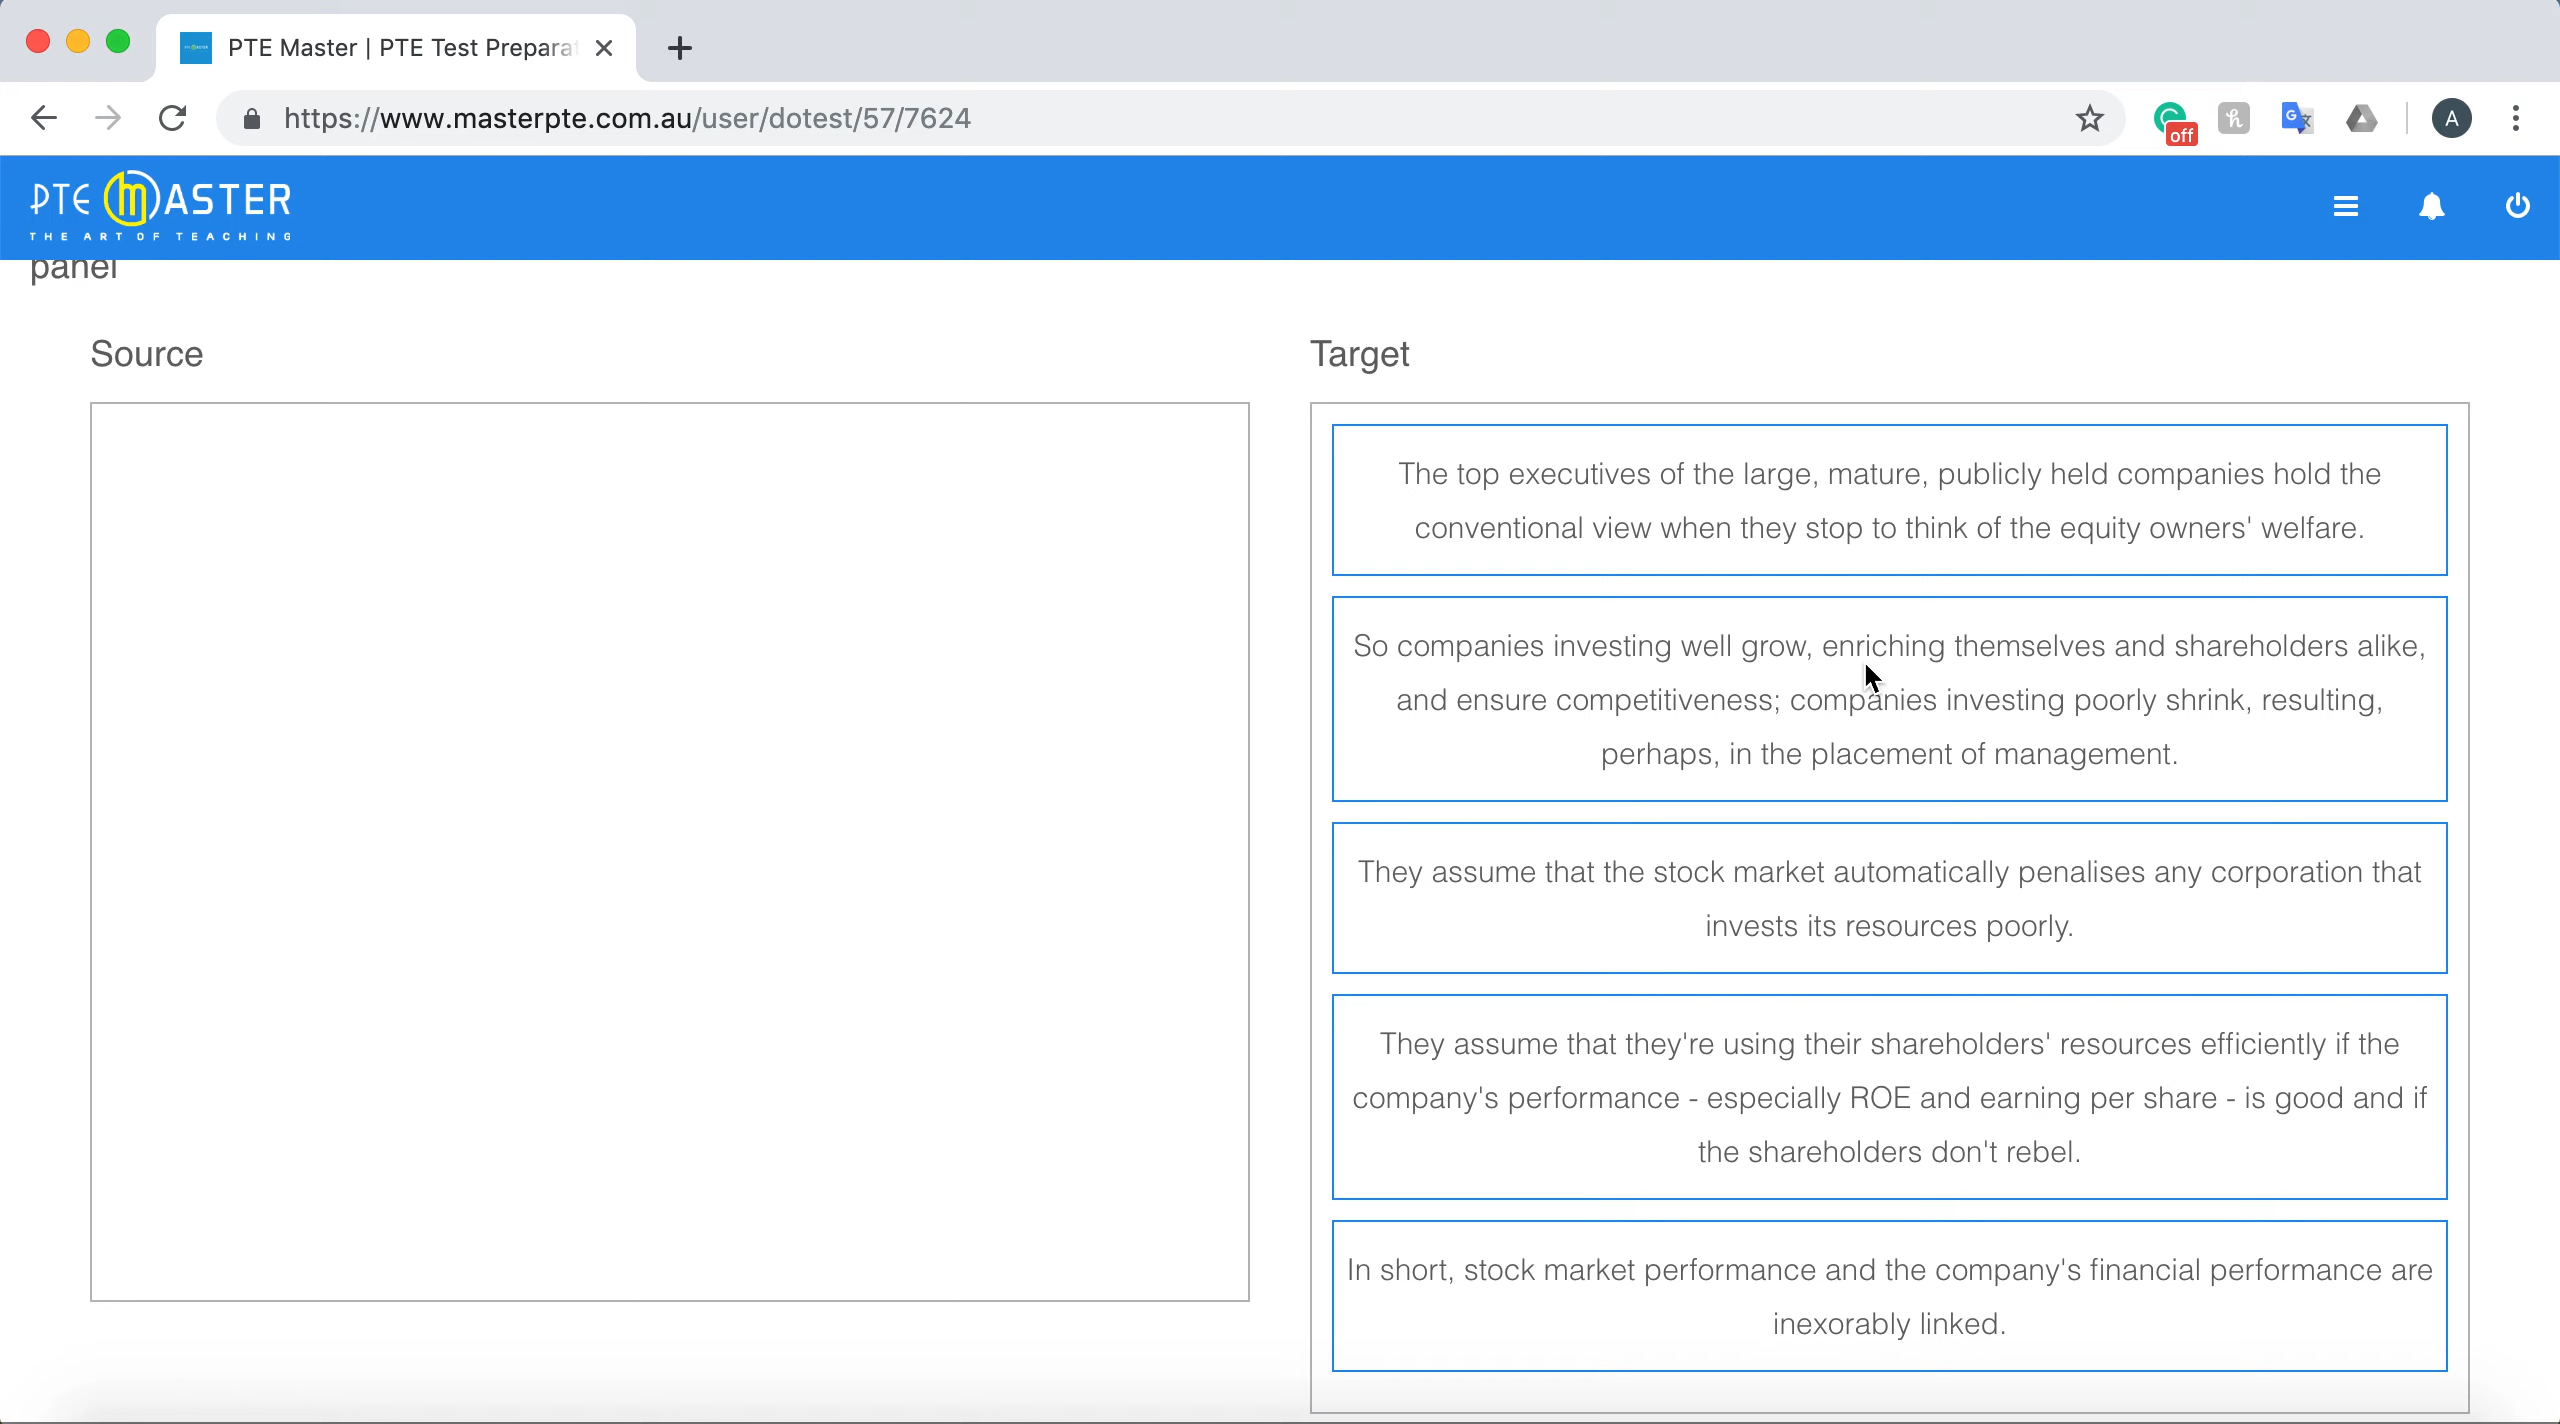 PTE Master | PTE Test Preparat
https://www.masterpte.com.au/user/dotest/57/7624
off
A
PTE MASTER
THE ART OF TEACHING
panel
Source
Target
The top executives of the large, mature, publicly held companies hold the
conventional view when they stop to think of the equity owners' welfare.
So companies investing well grow, enriching themselves and shareholders alike,
and ensure competitiveness; companies investing poorly shrink, resulting,
perhaps, in the placement of management.
They assume that the stock market automatically penalises any corporation that
invests its resources poorly.
They assume that they're using their shareholders' resources efficiently if the
company's performance - especially ROE and earning per share - is good and if
the shareholders don't rebel.
In short, stock market performance and the company's financial performance are
inexorably linked.